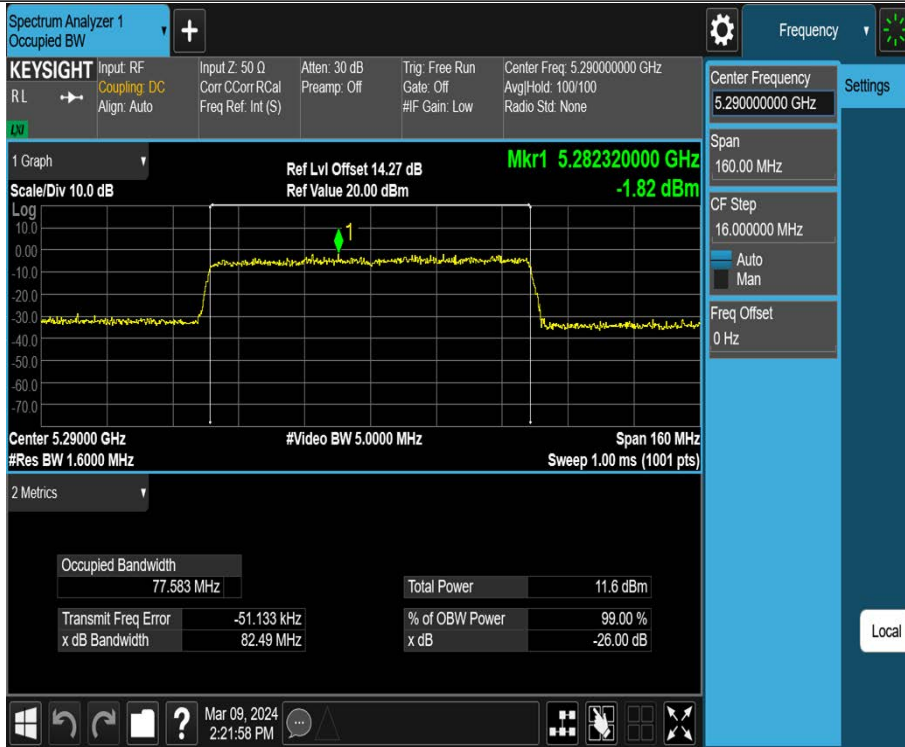 Spectrum Analyzer 1
Occupied BW
+
Frequency
KEYSIGHT
RL
LXI
Input: RF
Coupling: DC
Align: Auto
Input Z: 50 Ω
Corr CCorr RCal
Freq Ref: Int (S)
Atten: 30 dB
Preamp: Off
Trig: Free Run
Gate: Off
#IF Gain: Low
Center Freq: 5.290000000 GHz
Avg|Hold: 100/100
Radio Std: None
Center Frequency
5.290000000 GHz
Settings
Span
160.00 MHz
CF Step
16.000000 MHz
Auto
Man
Freq Offset
0 Hz
1 Graph
Scale/Div 10.0 dB
Ref Lvl Offset 14.27 dB
Ref Value 20.00 dBm
Mkr1 5.282320000 GHz
-1.82 dBm
Log
10.0
0.00
-10.0
-20.0
-30.0
-40.0
-50.0
-60.0
-70.0
1
Center 5.29000 GHz
#Res BW 1.6000 MHz
#Video BW 5.0000 MHz
Span 160 MHz
Sweep 1.00 ms (1001 pts)
2 Metrics
Occupied Bandwidth
77.583 MHz
Total Power 11.6 dBm
Transmit Freq Error -51.133 kHz
% of OBW Power 99.00 %
x dB Bandwidth 82.49 MHz
x dB -26.00 dB
Local
?
Mar 09, 2024
2:21:58 PM